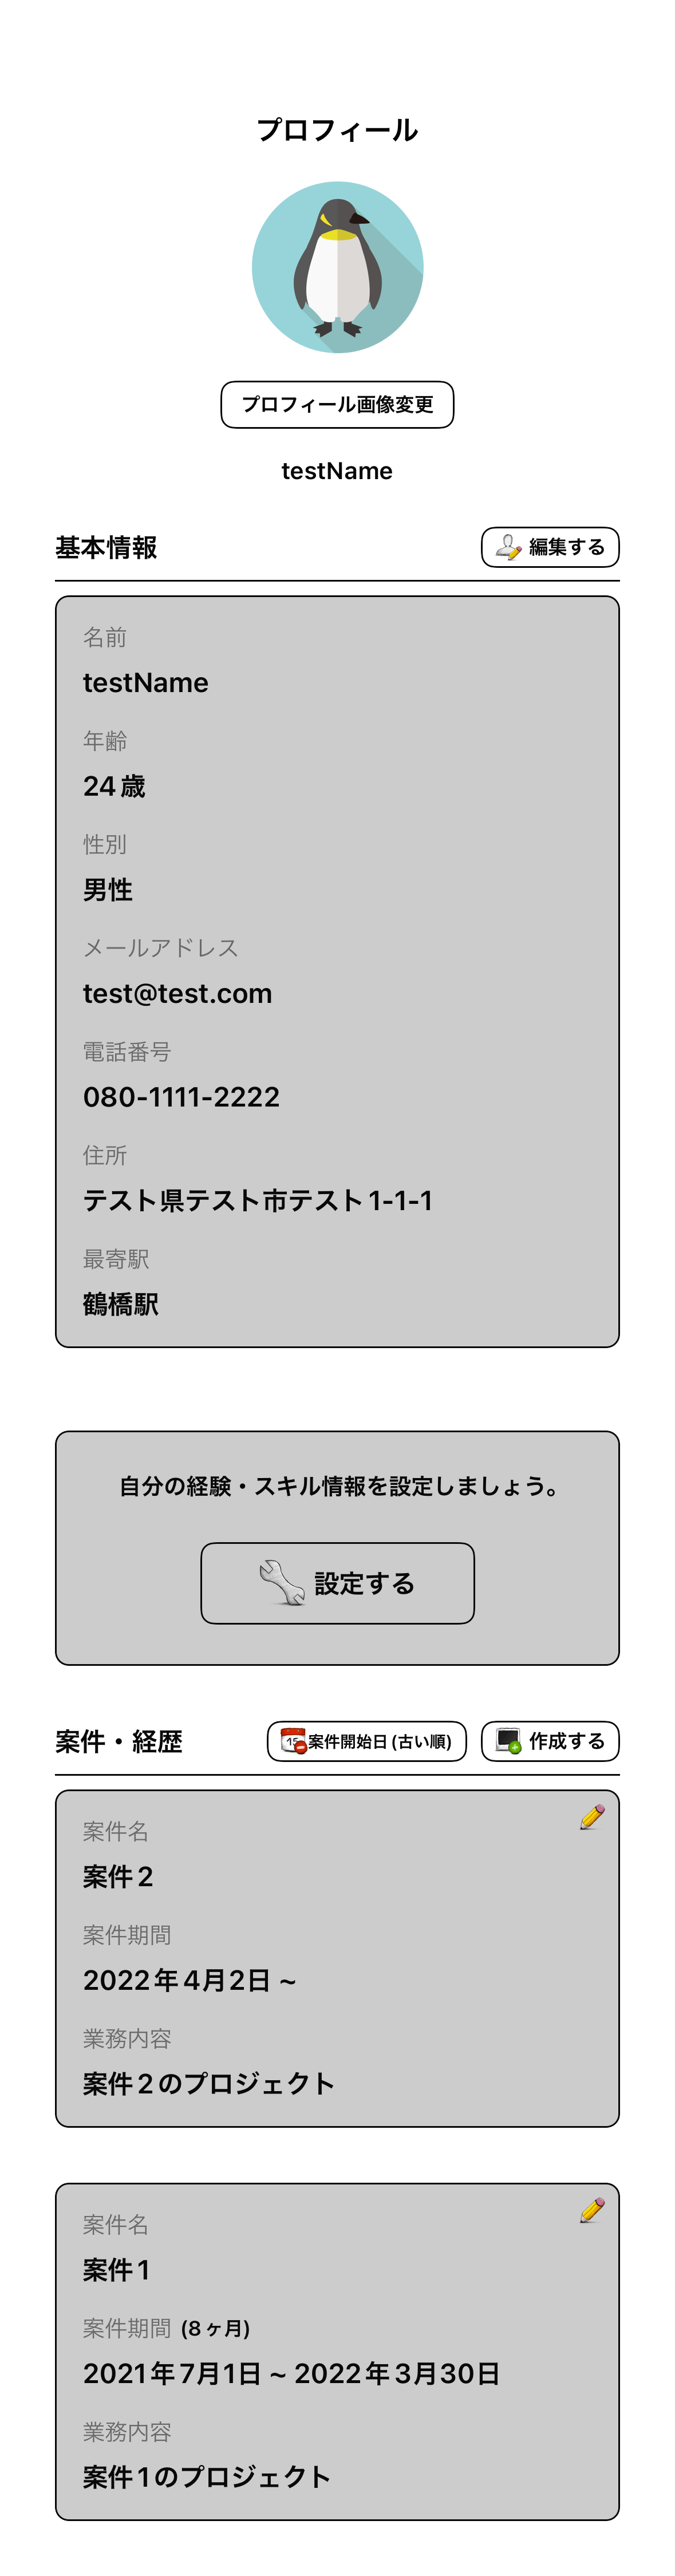 プロフィール
プロフィール画像変更
testName
基本情報
編集する
名前
testName
年齢
24歳
性別
男性
メールアドレス
test@test.com
電話番号
080-1111-2222
住所
テスト県テスト市テスト1-1-1
最寄駅
鶴橋駅
自分の経験・スキル情報を設定しましょう。
設定する
案件・経歴
案件開始日(古い順)
作成する
案件名
案件2
案件期間
2022年4月2日 ~
業務内容
案件2のプロジェクト
案件名
案件1
案件期間 (8ヶ月)
2021年7月1日 ~ 2022年3月30日
業務内容
案件1のプロジェクト